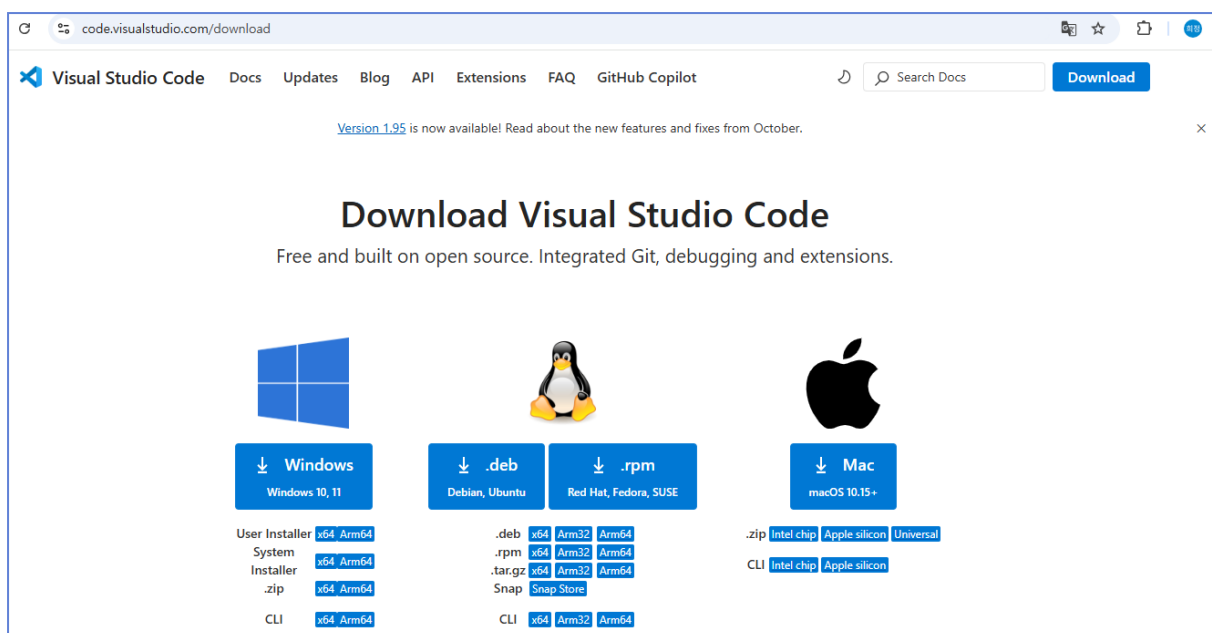 code.visualstudio.com/download
희정
Visual Studio Code Docs Updates Blog API Extensions FAQ GitHub Copilot Search Docs Download
Version 1.95 is now available! Read about the new features and fixes from October.
Download Visual Studio Code
Free and built on open source. Integrated Git, debugging and extensions.
Windows
Windows 10, 11
User Installer x64 Arm64
System
Installer x64 Arm64
.zip x64 Arm64
CLI x64 Arm64
.deb
Debian, Ubuntu
.rpm
Red Hat, Fedora, SUSE
.deb x64 Arm32 Arm64
.rpm x64 Arm32 Arm64
.tar.gz x64 Arm32 Arm64
Snap Snap Store
CLI x64 Arm32 Arm64
Mac
macOS 10.15+
.zip Intel chip Apple silicon Universal
CLI Intel chip Apple silicon